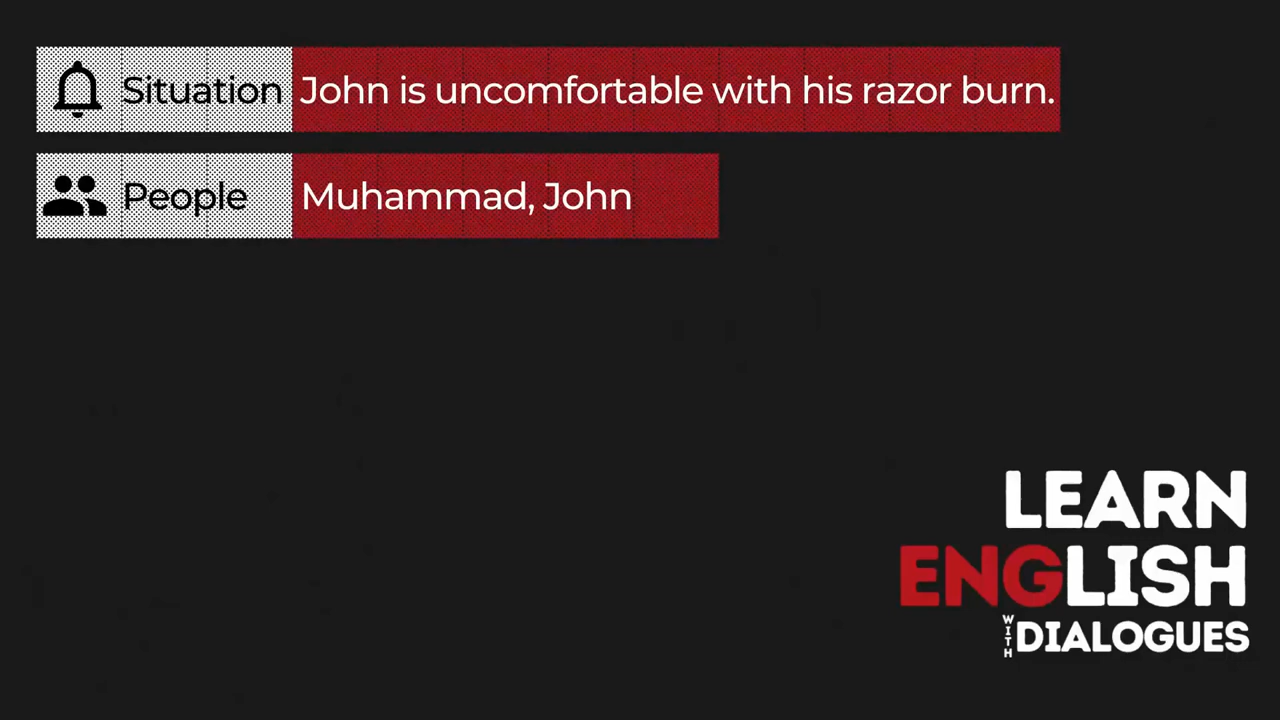 Situation John is uncomfortable with his razor burn.
People Muhammad, John
LEARN
ENGLISH
WITH DIALOGUES